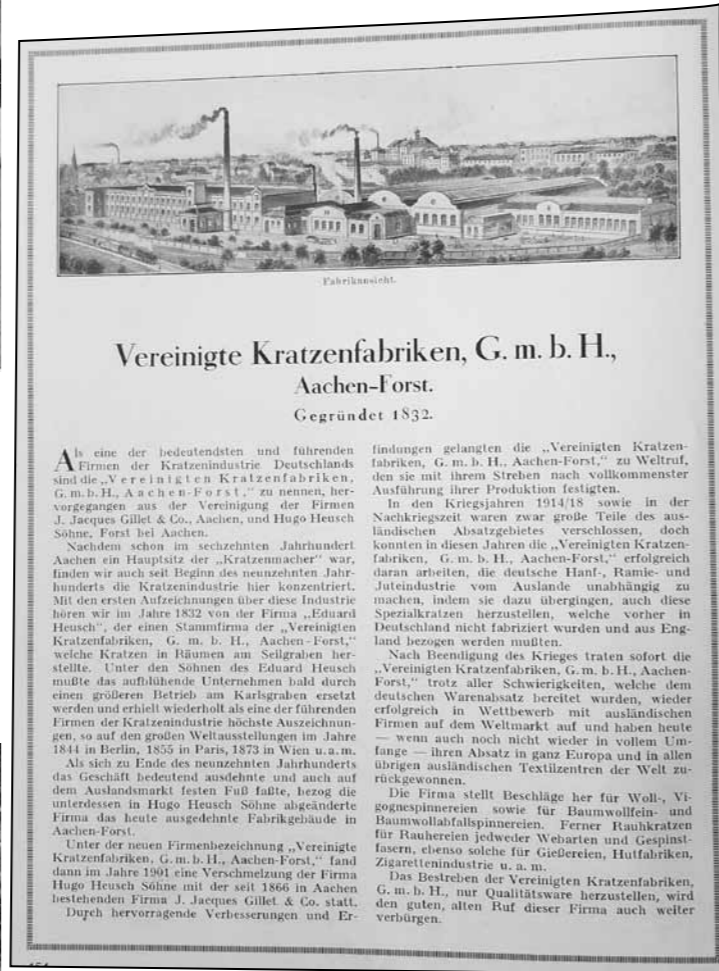 Fabrikansicht.
Vereinigte Kratzenfabriken, G. m. b. H.,
Aachen-Forst.
Gegründet 1832.
Als eine der bedeutendsten und führenden
Firmen der Kratzenindustrie Deutschlands
sind die „Vereinigten Kratzenfabriken,
G. m. b. H., Aachen-Forst,“ zu nennen, her-
vorgegangen aus der Vereinigung der Firmen
J. Jacques Gillet & Co., Aachen, und Hugo Heusch
Söhne, Forst bei Aachen.
Nachdem schon im sechzehnten Jahrhundert
Aachen ein Hauptsitz der „Kratzenmacher“ war,
finden wir auch seit Beginn des neunzehnten Jahr-
hunderts die Kratzenindustrie hier konzentriert.
Mit den ersten Aufzeichnungen über diese Industrie
hören wir im Jahre 1832 von der Firma „Eduard
Heusch“, der einen Stammfirma der „Vereinigten
Kratzenfabriken, G. m. b. H., Aachen-Forst,“
welche Kratzen in Räumen am Seilgraben her-
stellte. Unter den Söhnen des Eduard Heusch
mußte das aufblühende Unternehmen bald durch
einen größeren Betrieb am Karlsgraben ersetzt
werden und erhielt wiederholt als eine der führenden
Firmen der Kratzenindustrie höchste Auszeichnun-
gen, so auf den großen Weltausstellungen im Jahre
1844 in Berlin, 1855 in Paris, 1873 in Wien u. a. m.
Als sich zu Ende des neunzehnten Jahrhunderts
das Geschäft bedeutend ausdehnte und auch auf
dem Auslandsmarkt festen Fuß faßte, bezog die
unterdessen in Hugo Heusch Söhne abgeänderte
Firma das heute ausgedehnte Fabrikgebäude in
Aachen-Forst.
Unter der neuen Firmenbezeichnung „Vereinigte
Kratzenfabriken, G. m. b. H., Aachen-Forst,“ fand
dann im Jahre 1901 eine Verschmelzung der Firma
Hugo Heusch Söhne mit der seit 1866 in Aachen
bestehenden Firma J. Jacques Gillet & Co. statt.
Durch hervorragende Verbesserungen und Er-
findungen gelangten die „Vereinigten Kratzen-
fabriken, G. m. b. H., Aachen-Forst,“ zu Weltruf,
den sie mit ihrem Streben nach vollkommenster
Ausführung ihrer Produktion festigten.
In den Kriegsjahren 1914/18 sowie in der
Nachkriegszeit waren zwar große Teile des aus-
ländischen Absatzgebietes verschlossen, doch
konnten in diesen Jahren die „Vereinigten Kratzen-
fabriken, G. m. b. H., Aachen-Forst,“ erfolgreich
daran arbeiten, die deutsche Hanf-, Ramie- und
Juteindustrie vom Auslande unabhängig zu
machen, indem sie dazu übergingen, auch diese
Spezialkratzen herzustellen, welche vorher in
Deutschland nicht fabriziert wurden und aus Eng-
land bezogen werden mußten.
Nach Beendigung des Krieges traten sofort die
„Vereinigten Kratzenfabriken, G. m. b. H., Aachen-
Forst,“ trotz aller Schwierigkeiten, welche dem
deutschen Warenabsatz bereitet wurden, wieder
erfolgreich in Wettbewerb mit ausländischen
Firmen auf dem Weltmarkt auf und haben heute
— wenn auch noch nicht wieder in vollem Um-
fange — ihren Absatz in ganz Europa und in allen
übrigen ausländischen Textilzentren der Welt zu-
rückgewonnen.
Die Firma stellt Beschläge her für Woll-, Vi-
gognespinnereien sowie für Baumwollfein- und
Baumwollabfallspinnereien. Ferner Rauhkratzen
für Rauhereien jedweder Webarten und Gespinst-
fasern, ebenso solche für Gießereien, Hutfabriken,
Zigarettenindustrie u. a. m.
Das Bestreben der Vereinigten Kratzenfabriken,
G. m. b. H., nur Qualitätsware herzustellen, wird
den guten, alten Ruf dieser Firma auch weiter
verbürgen.